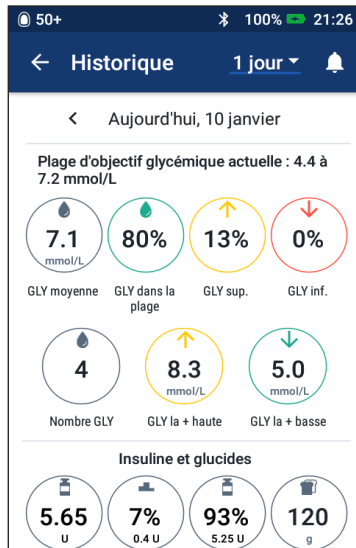 50+ 100% 21:26
Historique 1 jour
Aujourd'hui, 10 janvier
Plage d'objectif glycémique actuelle : 4.4 à
7.2 mmol/L
7.1 80% 13% 0%
mmol/L
GLY moyenne GLY dans la plage GLY sup. GLY inf.
4 8.3 5.0
mmol/L mmol/L
Nombre GLY GLY la + haute GLY la + basse
Insuline et glucides
5.65 7% 93% 120
U 0.4 U 5.25 U g